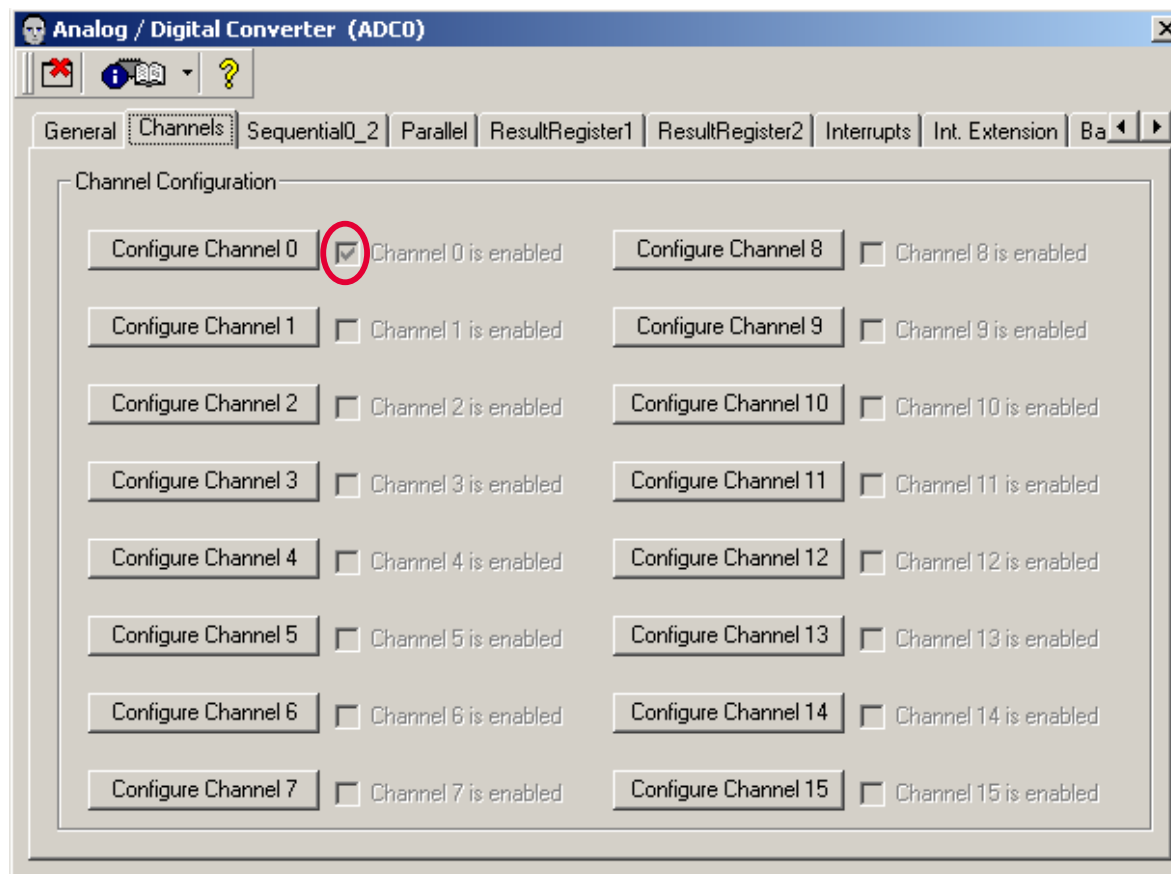 Analog / Digital Converter (ADC0)
General Channels Sequential0_2 Parallel ResultRegister1 ResultRegister2 Interrupts Int. Extension Ba
Channel Configuration
Configure Channel 0 Channel 0 is enabled Configure Channel 8 Channel 8 is enabled
Configure Channel 1 Channel 1 is enabled Configure Channel 9 Channel 9 is enabled
Configure Channel 2 Channel 2 is enabled Configure Channel 10 Channel 10 is enabled
Configure Channel 3 Channel 3 is enabled Configure Channel 11 Channel 11 is enabled
Configure Channel 4 Channel 4 is enabled Configure Channel 12 Channel 12 is enabled
Configure Channel 5 Channel 5 is enabled Configure Channel 13 Channel 13 is enabled
Configure Channel 6 Channel 6 is enabled Configure Channel 14 Channel 14 is enabled
Configure Channel 7 Channel 7 is enabled Configure Channel 15 Channel 15 is enabled